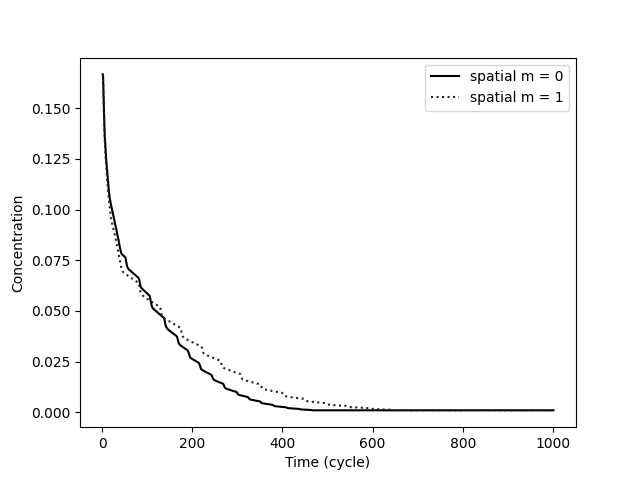 spatial m = 0
spatial m = 1
0.150
0.125
0.100
0.075
0.050
0.025
0.000
Concentration
0 200 400 600 800 1000
Time (cycle)